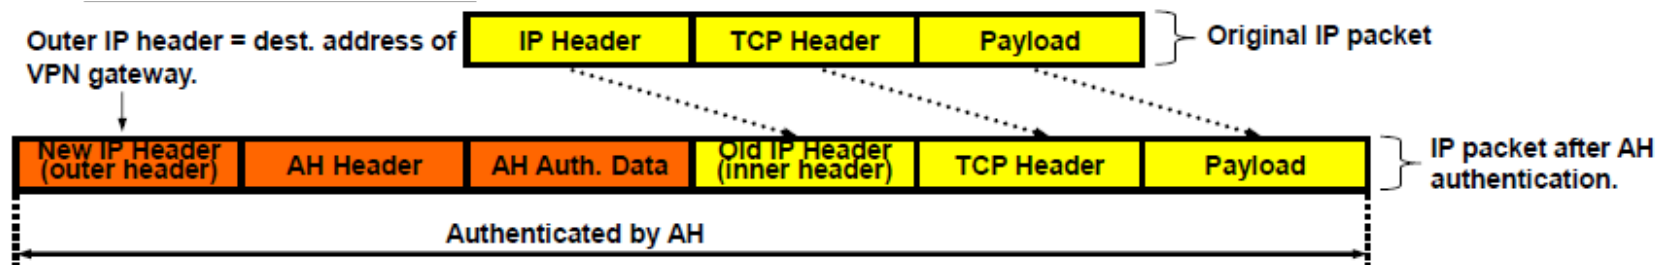 Outer IP header = dest. address of
VPN gateway.
IP Header
TCP Header
Payload
Original IP packet
New IP Header
(outer header)
AH Header
AH Auth. Data
Old IP Header
(inner header)
TCP Header
Payload
IP packet after AH
authentication.
Authenticated by AH